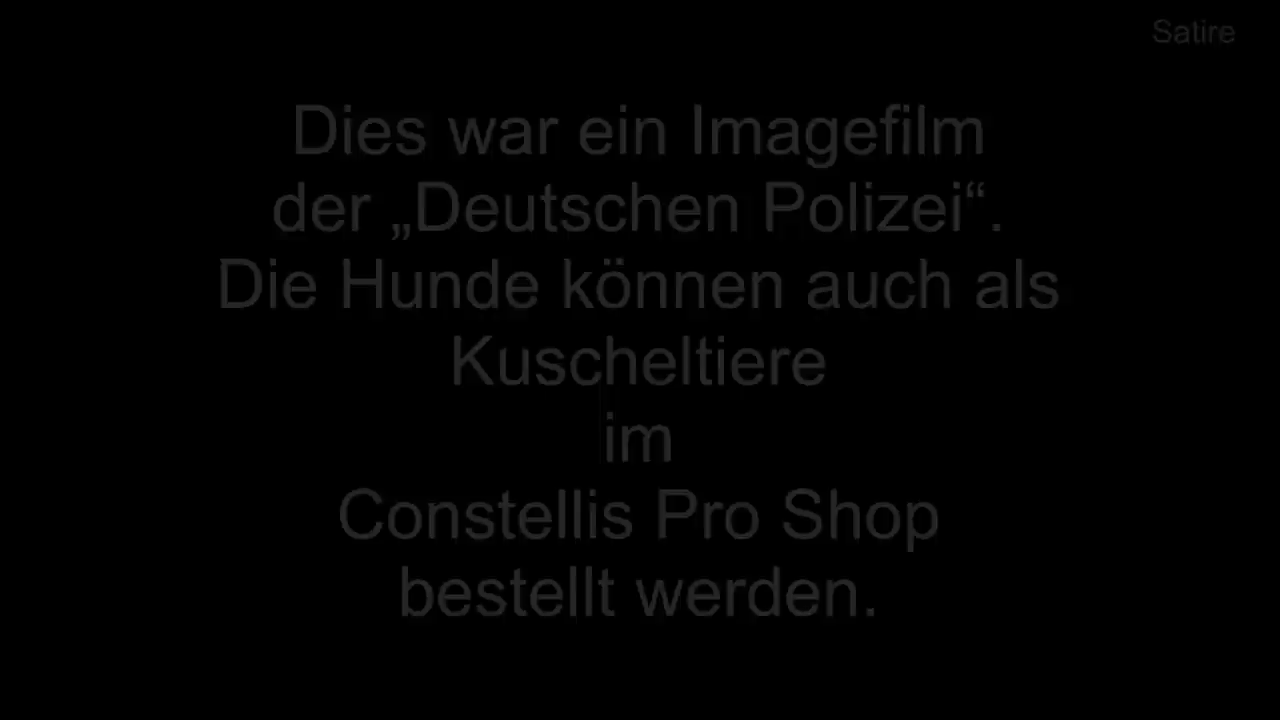 Satire
Dies war ein Imagefilm
der „Deutschen Polizei“.
Die Hunde können auch als
Kuscheltiere
im
Constellis Pro Shop
bestellt werden.